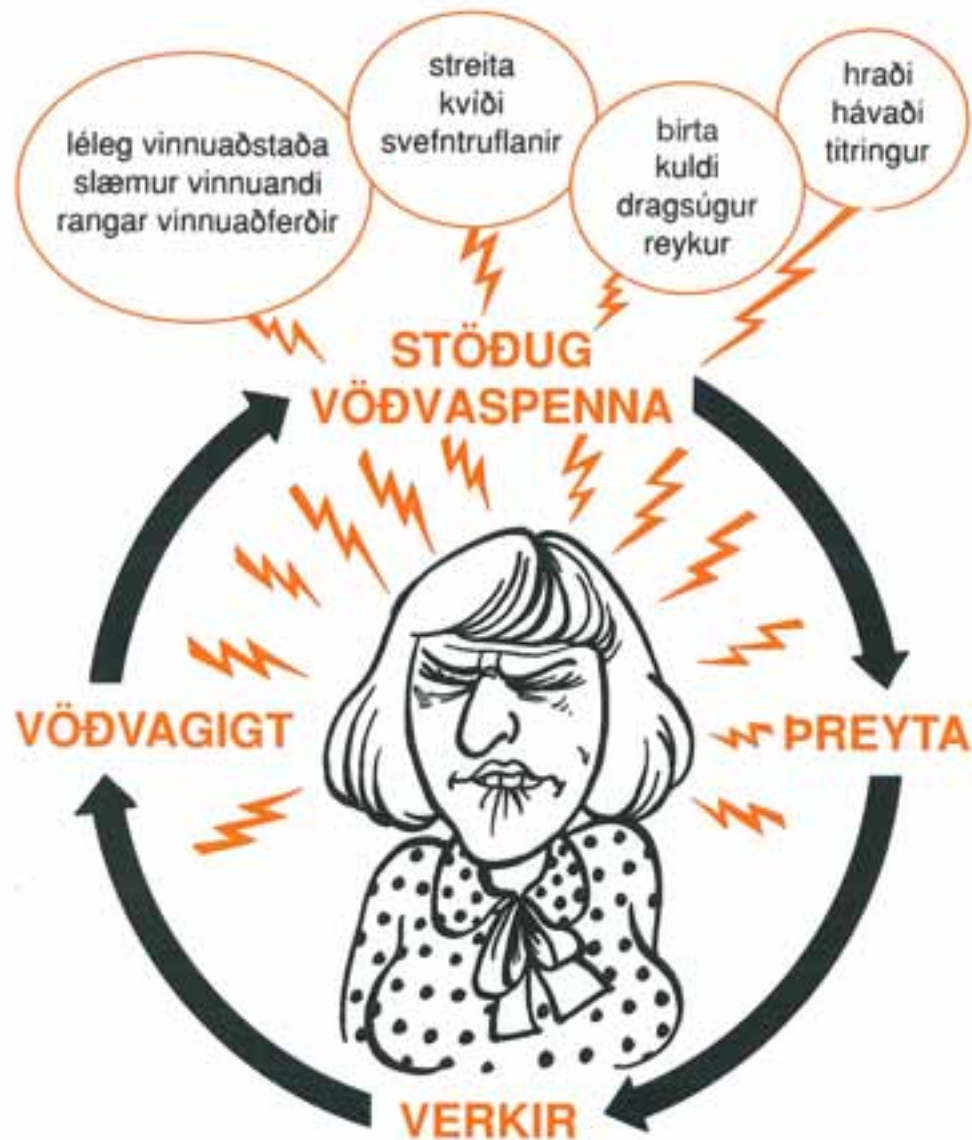 léleg vinnuaðstaða
slæmur vinnuandi
rangar vinnuaðferðir
streita
kvíði
svefntruflanir
birta
kuldi
dragsúgur
reykur
hraði
hávaði
titringur
STÖÐUG
VÖÐVASPENNA
ÞREYTA
VERKIR
VÖÐVAGIGT